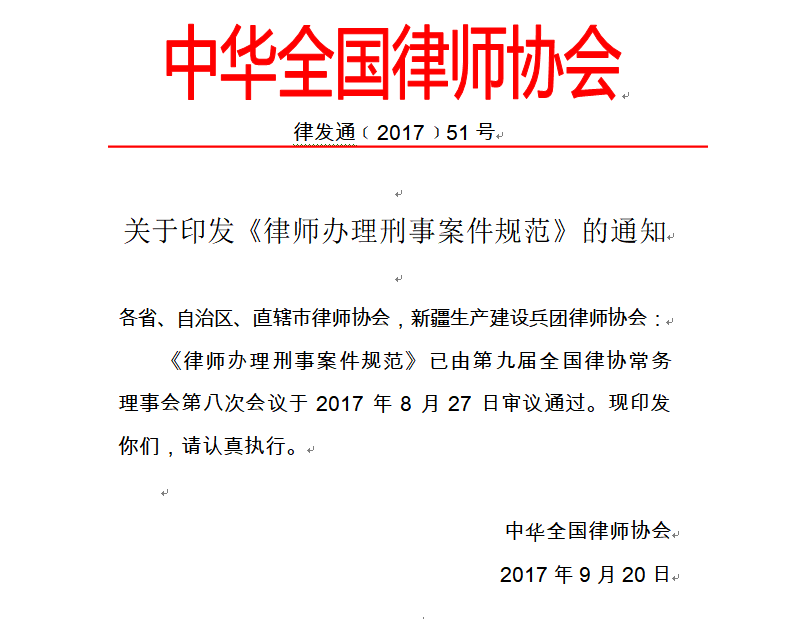 中华全国律师协会
律发通﹝2017﹞51 号
关于印发《律师办理刑事案件规范》的通知
各省、自治区、直辖市律师协会，新疆生产建设兵团律师协会：
《律师办理刑事案件规范》已由第九届全国律协常务
理事会第八次会议于 2017 年 8 月 27 日审议通过。现印发
你们，请认真执行。
中华全国律师协会
2017 年 9 月 20 日